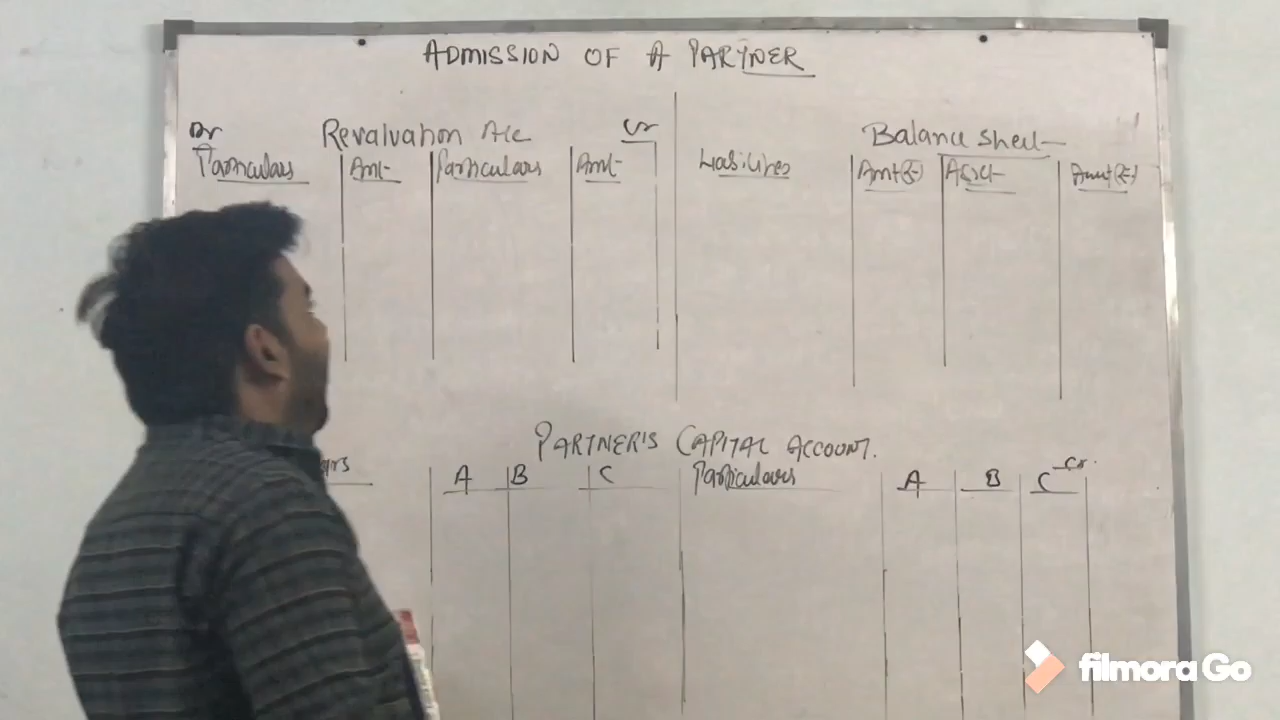 ADMISSION OF A PARTNER
Dr Revaluation A/c Cr
Particulars Amt Particulars Amt
Balance Sheet
Liabilities Amt(₹) Asset Amt(₹)
PARTNER'S CAPITAL ACCOUNT.
A B C Particulars A B C Cr.
filmora Go